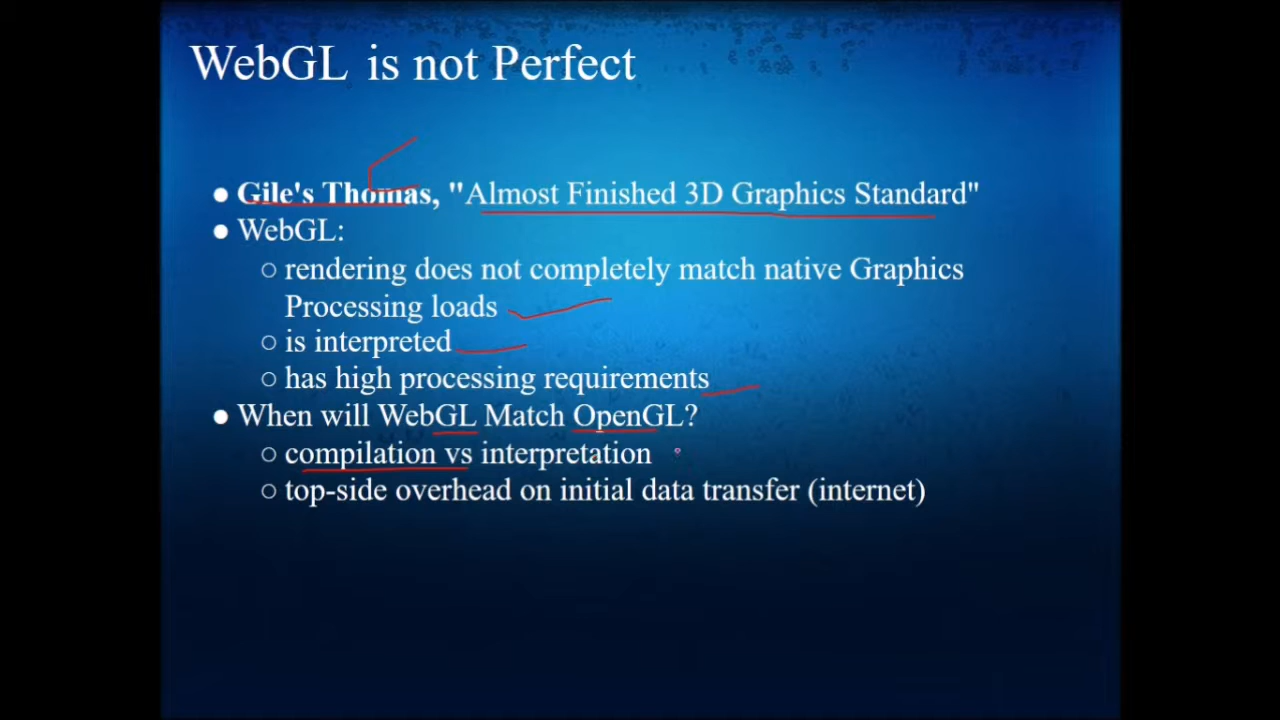 WebGL is not Perfect
● Gile's Thomas, "Almost Finished 3D Graphics Standard"
● WebGL:
○ rendering does not completely match native Graphics
Processing loads
○ is interpreted
○ has high processing requirements
● When will WebGL Match OpenGL?
○ compilation vs interpretation
○ top-side overhead on initial data transfer (internet)